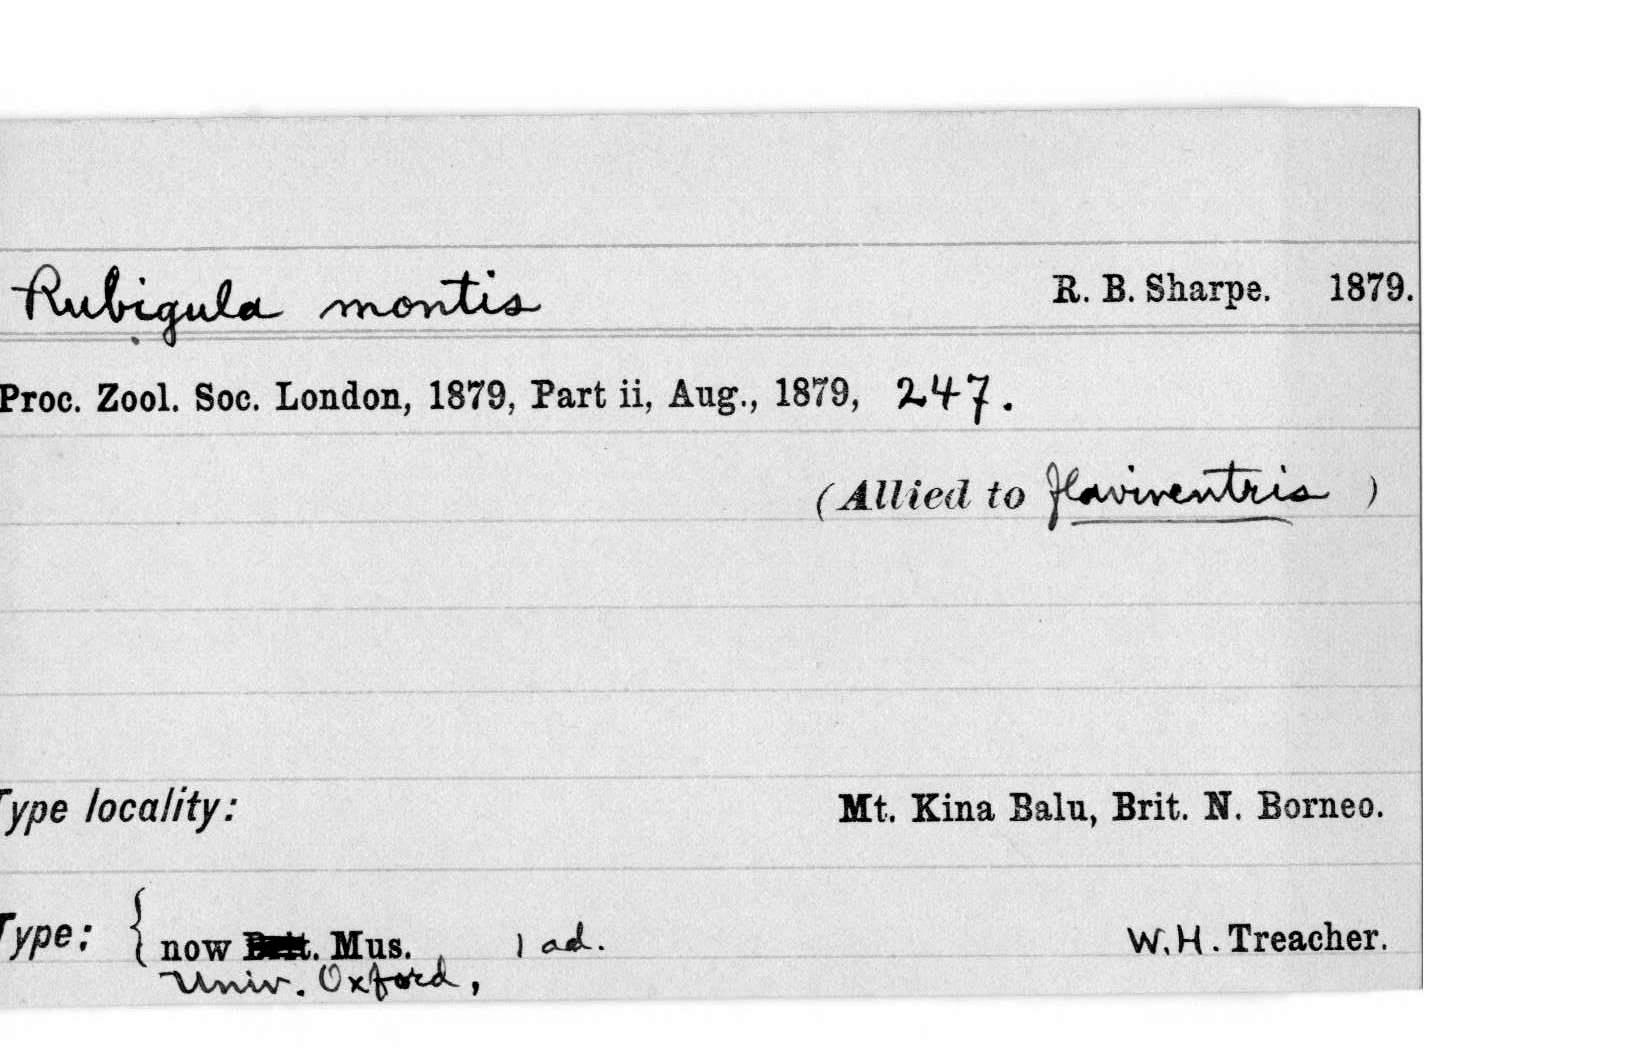 Rubigula montis R. B. Sharpe. 1879.
Proc. Zool. Soc. London, 1879, Part ii, Aug., 1879, 247.
(Allied to flaviventris )
Type locality: Mt. Kina Balu, Brit. N. Borneo.
Type: { now Brit. Mus. 1 ad. W. H. Treacher.
Univ. Oxford,